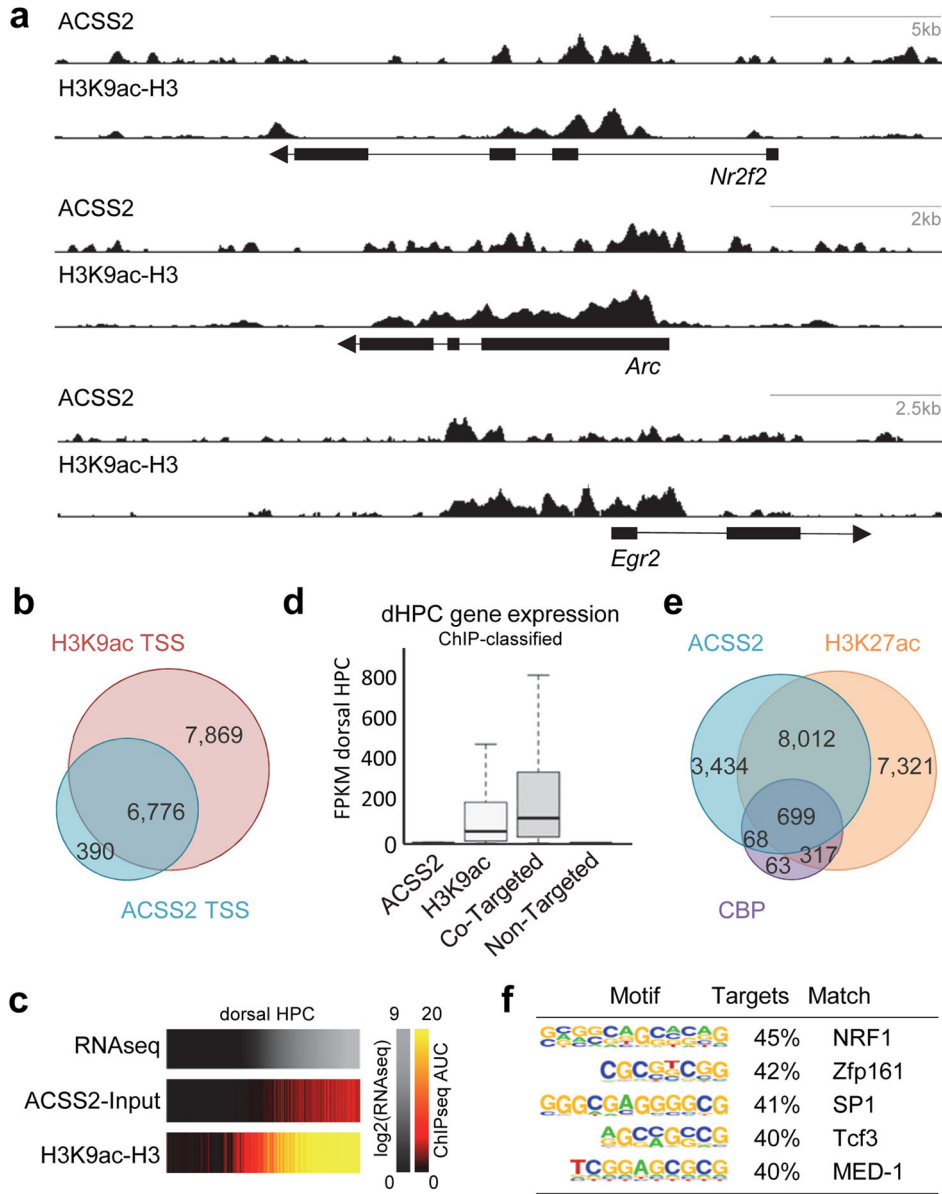 a
ACSS2
5kb
H3K9ac-H3
Nr2f2
ACSS2
2kb
H3K9ac-H3
Arc
ACSS2
2.5kb
H3K9ac-H3
Egr2
b
H3K9ac TSS
7,869
6,776
390
ACSS2 TSS
d
dHPC gene expression
ChIP-classified
FPKM dorsal HPC
800
600
400
200
0
ACSS2
H3K9ac
Co-Targeted
Non-Targeted
e
ACSS2
H3K27ac
8,012
3,434
7,321
699
68
317
63
CBP
c
dorsal HPC
RNAseq
ACSS2-Input
H3K9ac-H3
9
20
log2(RNAseq)
ChIPseq AUC
0
0
f
Motif Targets Match
GCGGCAGCACAG 45% NRF1
CGCGTCGG 42% Zfp161
GGGCGAGGGGCG 41% SP1
AGCCGCCG 40% Tcf3
TCGGAGCGCG 40% MED-1